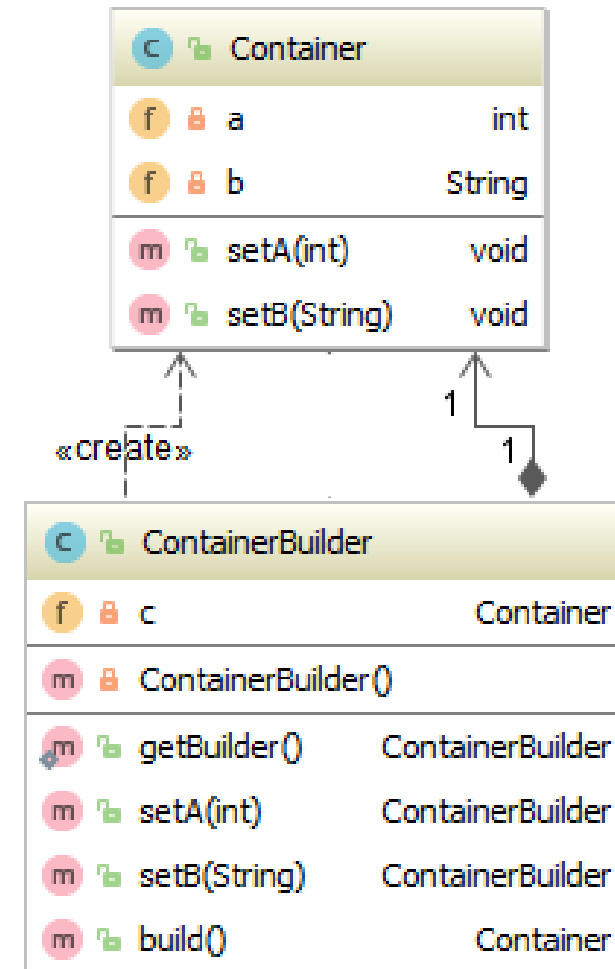 C Container
f a int
f b String
m setA(int) void
m setB(String) void
1
«create» 1
C ContainerBuilder
f c Container
m ContainerBuilder()
m getBuilder() ContainerBuilder
m setA(int) ContainerBuilder
m setB(String) ContainerBuilder
m build() Container